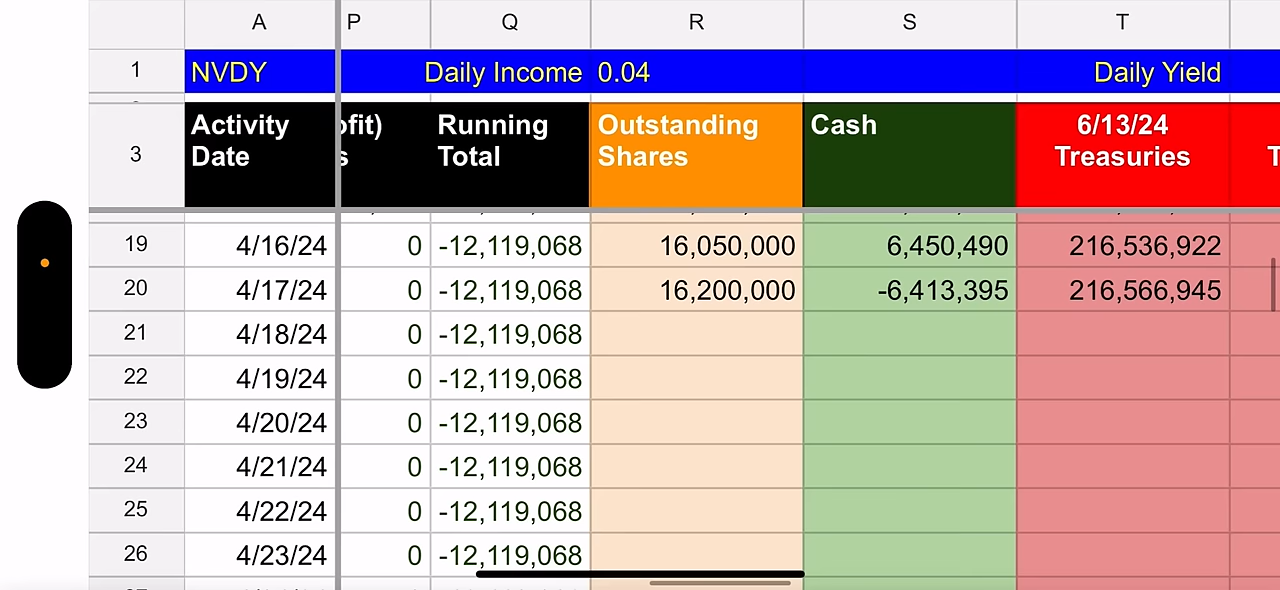 A P Q R S T
1 NVDY Daily Income 0.04 Daily Yield
3 Activity Date ofit) s Running Total Outstanding Shares Cash 6/13/24 Treasuries T
19 4/16/24 0 -12,119,068 16,050,000 6,450,490 216,536,922
20 4/17/24 0 -12,119,068 16,200,000 -6,413,395 216,566,945
21 4/18/24 0 -12,119,068
22 4/19/24 0 -12,119,068
23 4/20/24 0 -12,119,068
24 4/21/24 0 -12,119,068
25 4/22/24 0 -12,119,068
26 4/23/24 0 -12,119,068